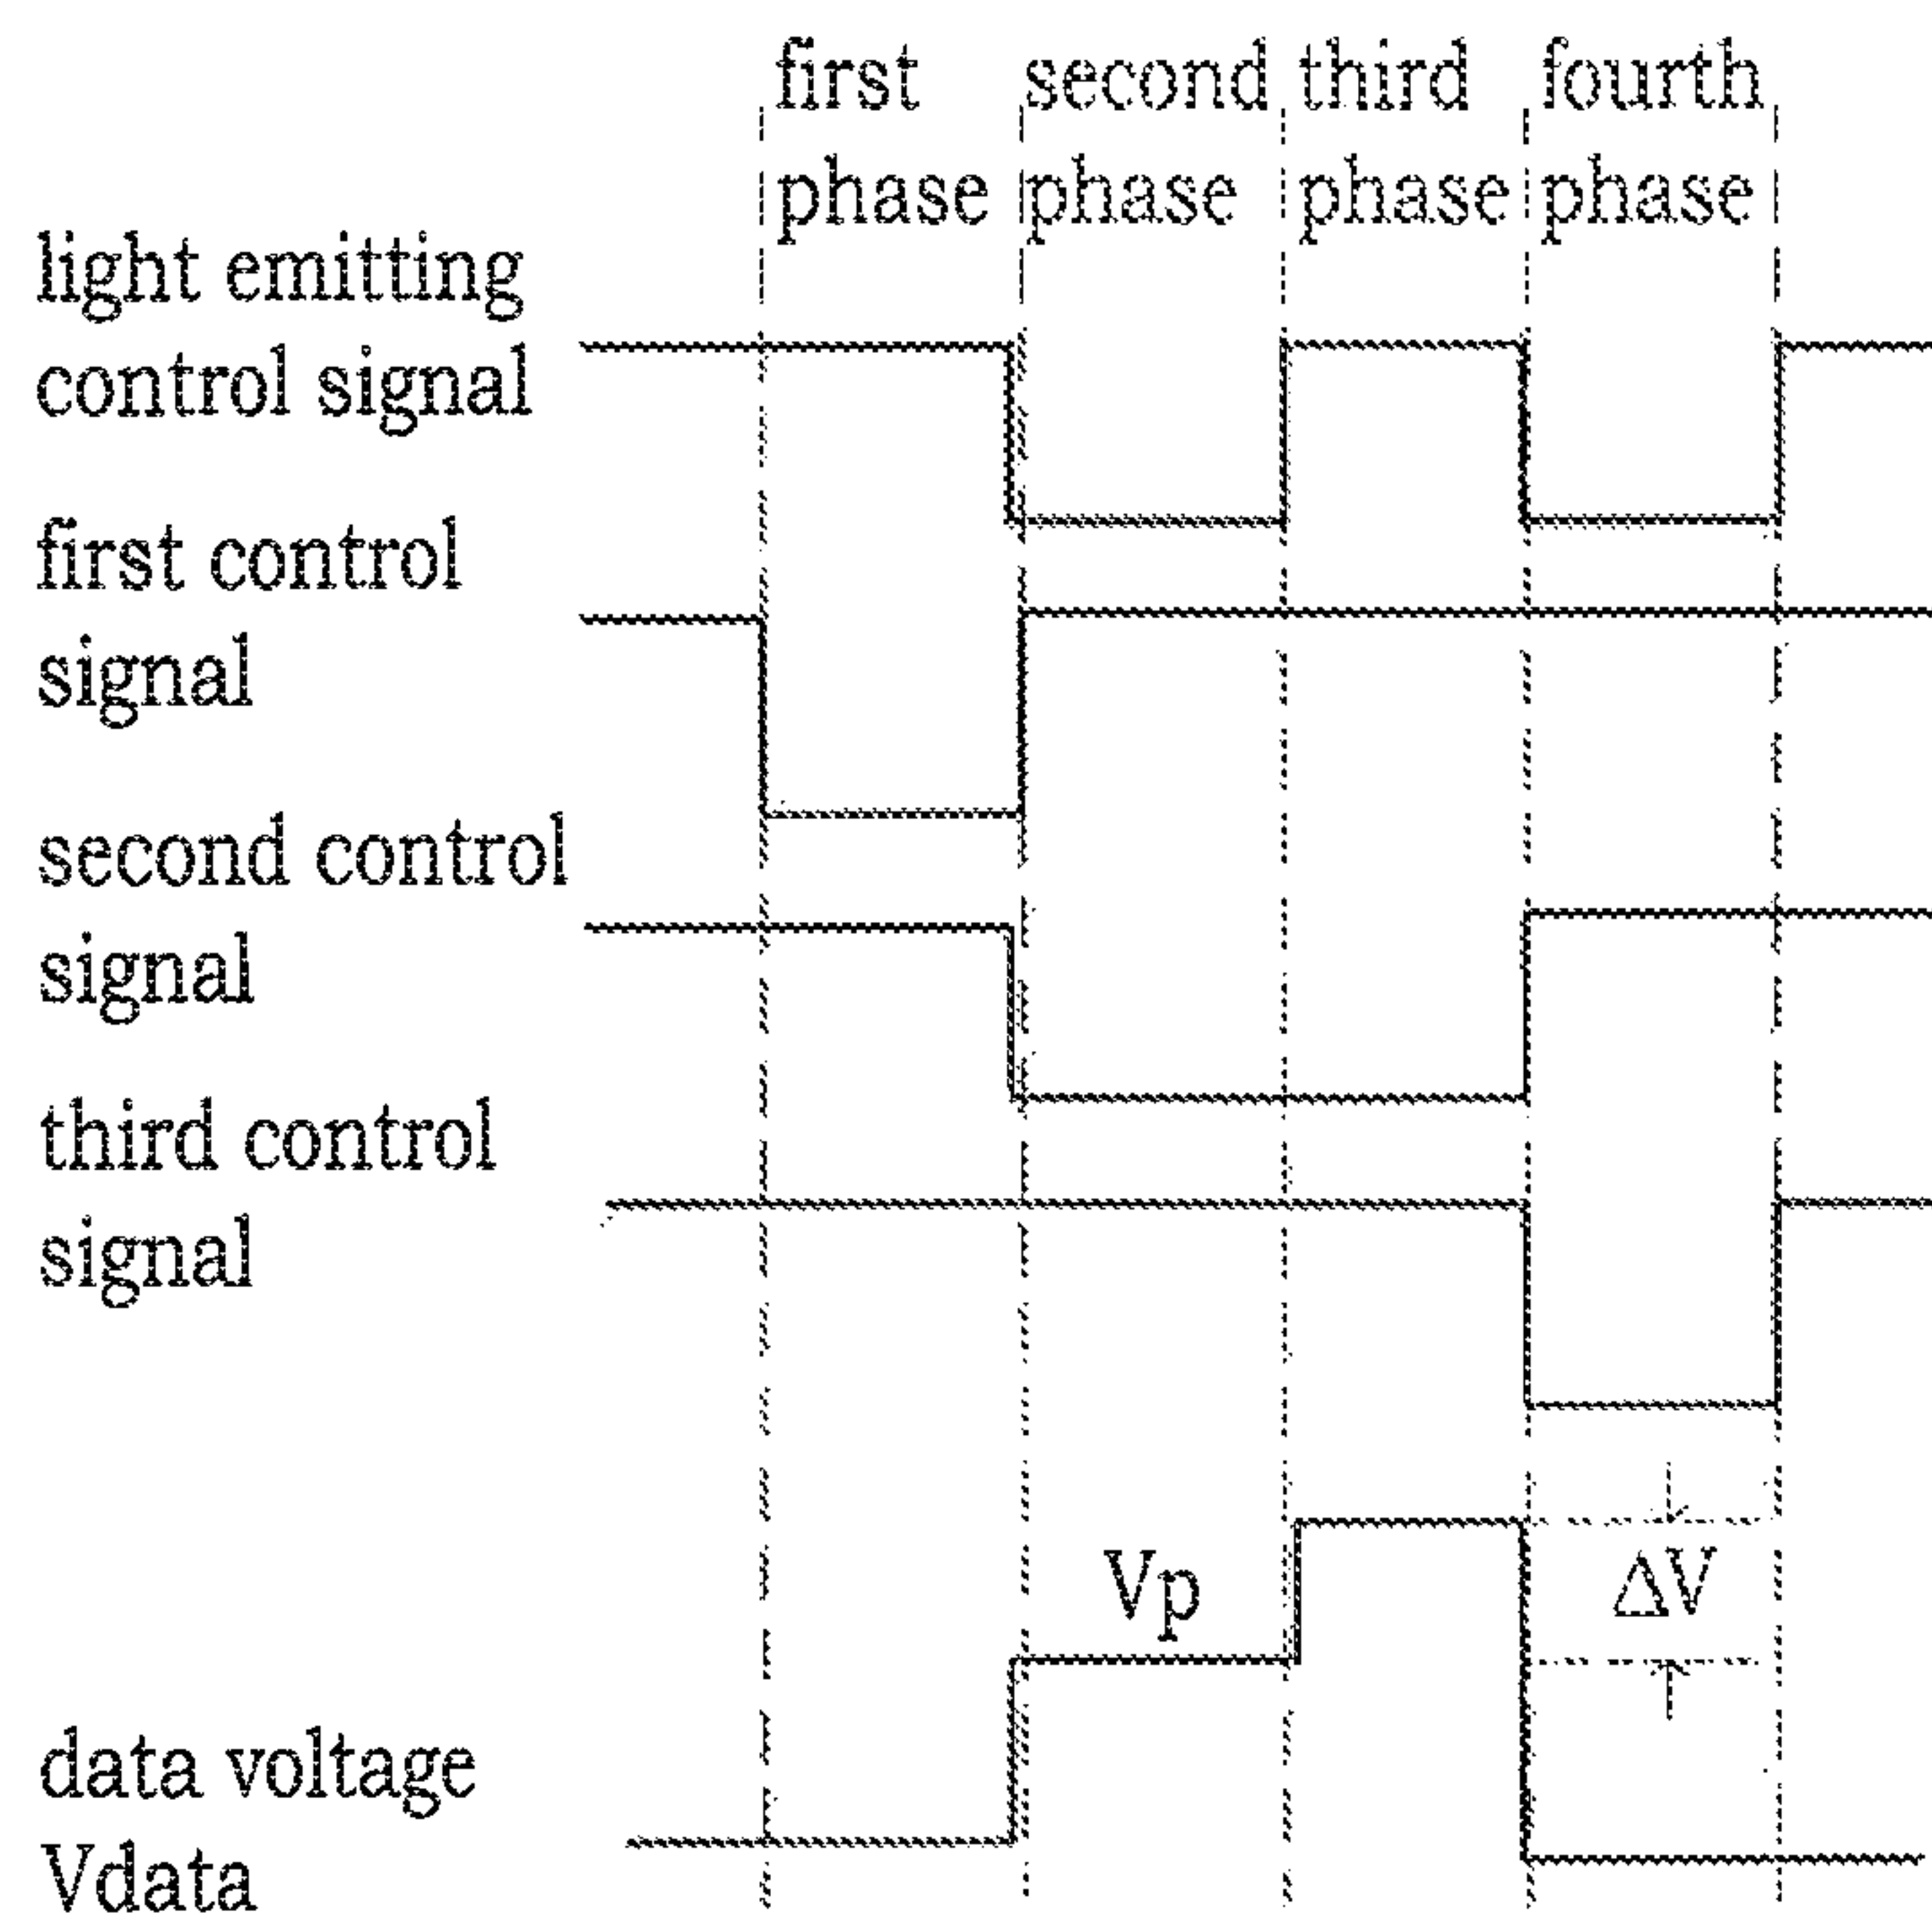 first second third fourth
phase phase phase phase
light emitting
control signal
first control
signal
second control
signal
third control
signal
Vp
ΔV
data voltage
Vdata